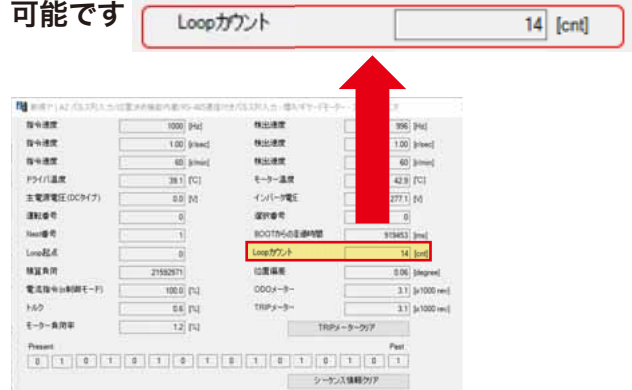 可能です
Loopカウント 14 [cnt]
指令速度 1000 [Hz] 検出速度 996 [Hz]
指令速度 1.00 [r/sec] 検出速度 1.00 [r/sec]
指令速度 60 [r/min] 検出速度 60 [r/min]
ドライバ温度 39.1 [℃] モーター温度 42.9 [℃]
主電源電圧(DCタイプ) 0.0 [V] インバータ電圧 277.1 [V]
運転番号 0 選択番号 0
Next番号 1 BOOTからの経過時間 919453 [ms]
Loop起点 0 Loopカウント 14 [cnt]
積算負荷 21592571 位置偏差 0.06 [degree]
電流指令(α制御モード) 100.0 [%] ODOメーター 3.1 [x1000 rev]
トルク 0.6 [%] TRIPメーター 3.1 [x1000 rev]
モーター負荷率 1.2 [%] TRIPメータークリア
Present Past
0 1 0 1 0 1 0 1 0 1 0 1 0 1 0 1
シーケンス情報クリア